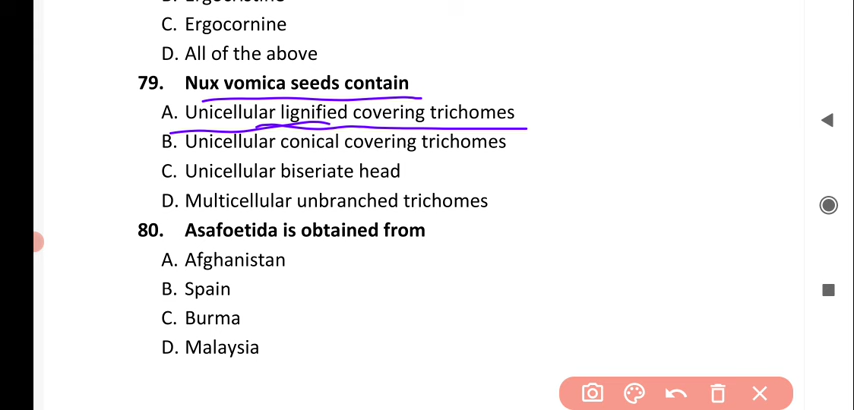 C. Ergocornine
D. All of the above
79. Nux vomica seeds contain
A. Unicellular lignified covering trichomes
B. Unicellular conical covering trichomes
C. Unicellular biseriate head
D. Multicellular unbranched trichomes
80. Asafoetida is obtained from
A. Afghanistan
B. Spain
C. Burma
D. Malaysia